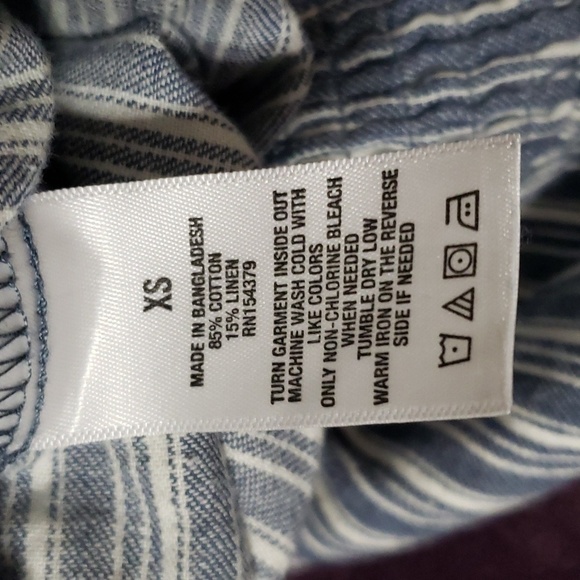 XS
MADE IN BANGLADESH
85% COTTON
15% LINEN
RN154379
TURN GARMENT INSIDE OUT
MACHINE WASH COLD WITH
LIKE COLORS
ONLY NON-CHLORINE BLEACH
WHEN NEEDED
TUMBLE DRY LOW
WARM IRON ON THE REVERSE
SIDE IF NEEDED